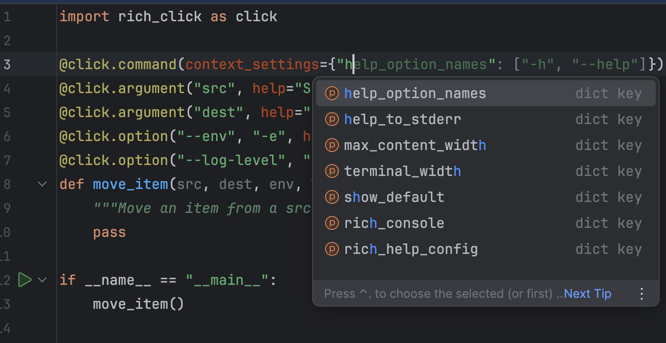 1 import rich_click as click
2
3 @click.command(context_settings={"help_option_names": ["-h", "--help"]})
4 @click.argument("src", help="S
5 @click.argument("dest", help="
6 @click.option("--env", "-e", h
7 @click.option("--log-level", "
8 def move_item(src, dest, env,
9 """Move an item from a src
10 pass
11
12 if __name__ == "__main__":
13 move_item()
14
help_option_names dict key
help_to_stderr dict key
max_content_width dict key
terminal_width dict key
show_default dict key
rich_console dict key
rich_help_config dict key
Press ^. to choose the selected (or first) .. Next Tip